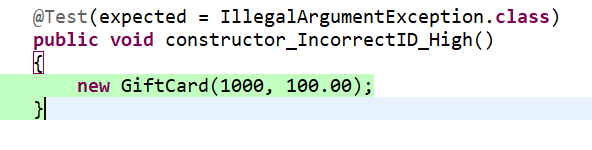 @Test(expected = IllegalArgumentException.class)
public void constructor_IncorrectID_High()
{
    new GiftCard(1000, 100.00);
}